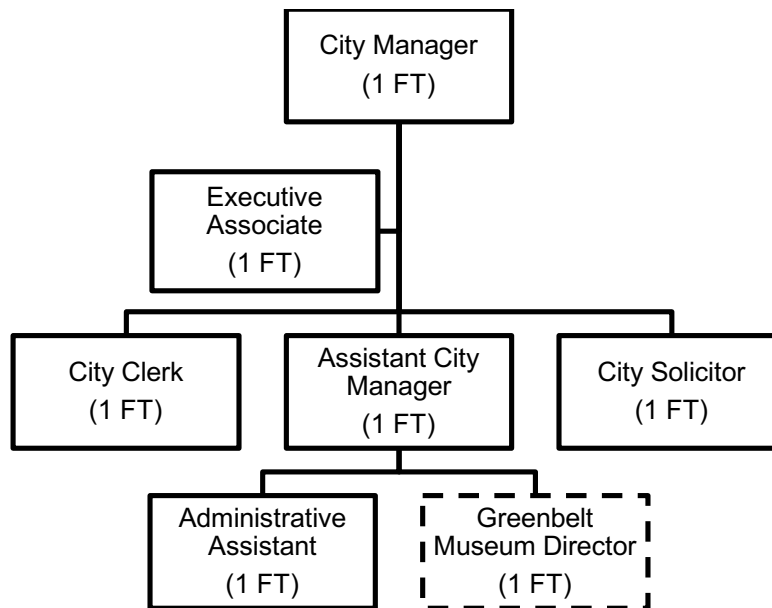 City Manager
(1 FT)
Executive
Associate
(1 FT)
City Clerk
(1 FT)
Assistant City
Manager
(1 FT)
City Solicitor
(1 FT)
Administrative
Assistant
(1 FT)
Greenbelt
Museum Director
(1 FT)